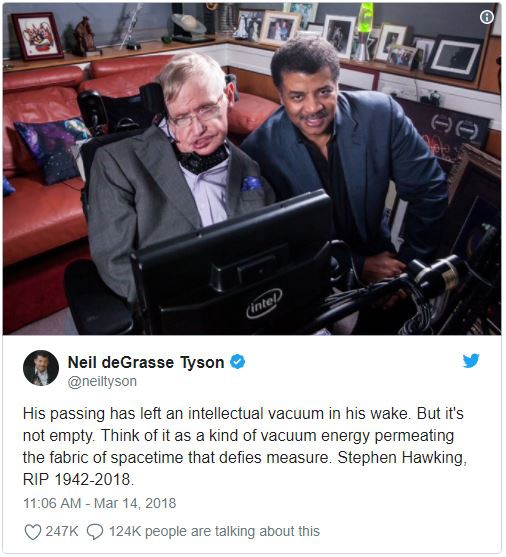 intel
Neil deGrasse Tyson
@neiltyson
His passing has left an intellectual vacuum in his wake. But it's
not empty. Think of it as a kind of vacuum energy permeating
the fabric of spacetime that defies measure. Stephen Hawking,
RIP 1942-2018.
11:06 AM - Mar 14, 2018
247K 124K people are talking about this